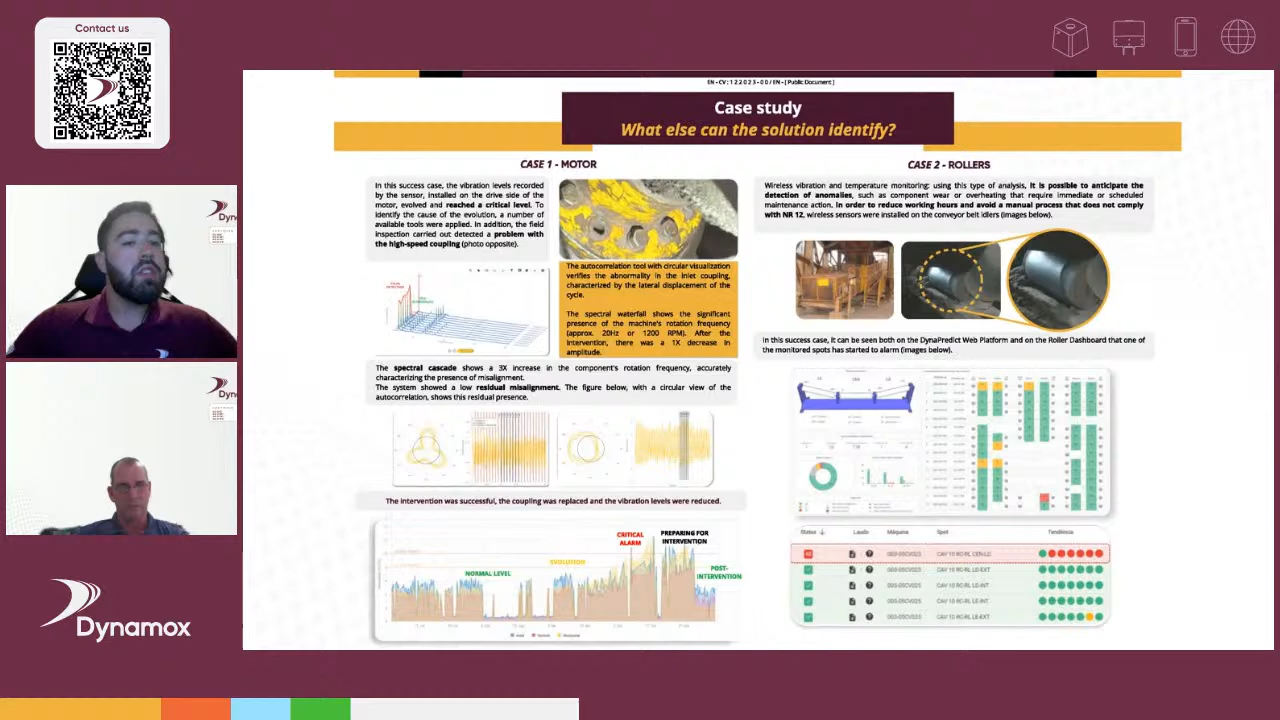 Contact us
Dynamox
EN - CV : 1 2 2 0 2 3 - 0 0 / EN - [ Public Document ]
Case study
What else can the solution identify?
CASE 1 - MOTOR
In this success case, the vibration levels recorded
by the sensor, installed on the drive side of the
motor, evolved and reached a critical level. To
identify the cause of the evolution, a number of
available tools were applied. In addition, the field
inspection carried out detected a problem with
the high-speed coupling (photo opposite).
The autocorrelation tool with circular visualization
verifies the abnormality in the inlet coupling,
characterized by the lateral displacement of the
cycle.
The spectral waterfall shows the significant
presence of the machine's rotation frequency
(approx. 20Hz or 1200 RPM). After the
intervention, there was a 1X decrease in
amplitude.
The spectral cascade shows a 3X increase in the component's rotation frequency, accurately
characterizing the presence of misalignment.
The system showed a low residual misalignment. The figure below, with a circular view of the
autocorrelation, shows this residual presence.
The intervention was successful, the coupling was replaced and the vibration levels were reduced.
NORMAL LEVEL
EVOLUTION
CRITICAL
ALARM
PREPARING FOR
INTERVENTION
POST-
INTERVENTION
CASE 2 - ROLLERS
Wireless vibration and temperature monitoring: using this type of analysis, it is possible to anticipate the
detection of anomalies, such as component wear or overheating that require immediate or scheduled
maintenance action. In order to reduce working hours and avoid a manual process that does not comply
with NR 12, wireless sensors were installed on the conveyor belt idlers (images below).
In this success case, it can be seen both on the DynaPredict Web Platform and on the Roller Dashboard that one of
the monitored spots has started to alarm (images below).
Status Laudo Máquina Spot Tendência